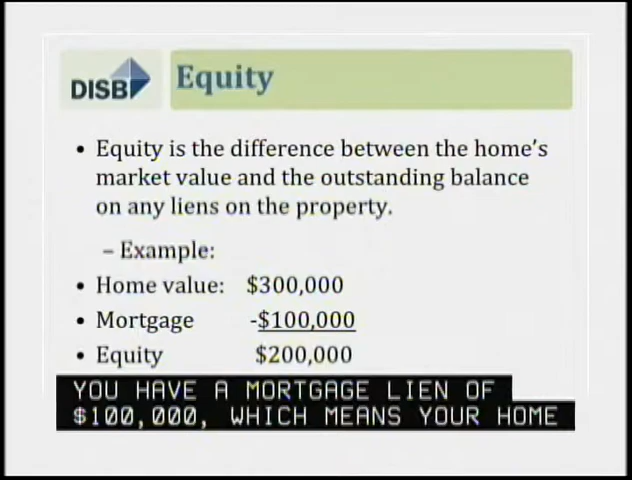 DISB
Equity
• Equity is the difference between the home's
market value and the outstanding balance
on any liens on the property.
– Example:
• Home value: $300,000
• Mortgage -$100,000
• Equity $200,000
YOU HAVE A MORTGAGE LIEN OF
$100,000, WHICH MEANS YOUR HOME